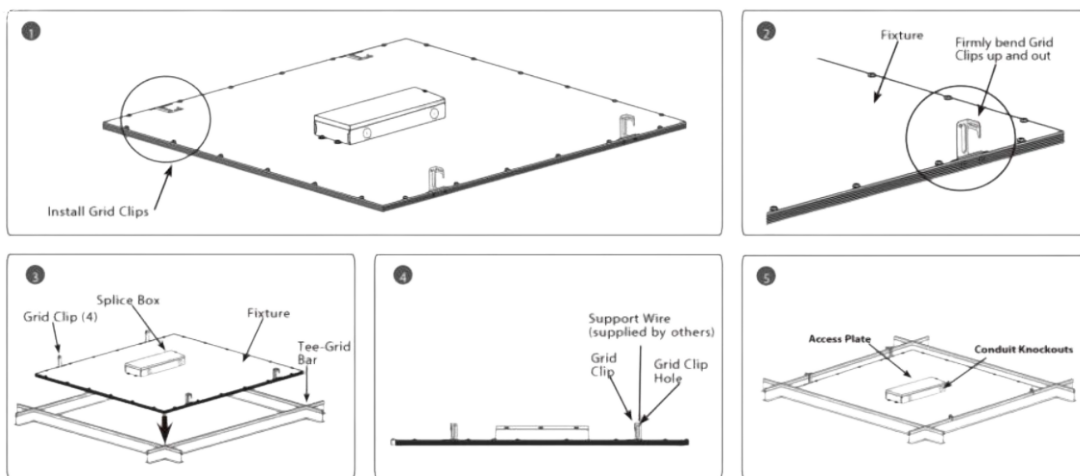 1
Install Grid Clips
2
Fixture
Firmly bend Grid
Clips up and out
3
Splice Box
Grid Clip (4)
Fixture
Tee-Grid
Bar
4
Support Wire
(supplied by others)
Grid
Clip
Grid Clip
Hole
5
Access Plate
Conduit Knockouts